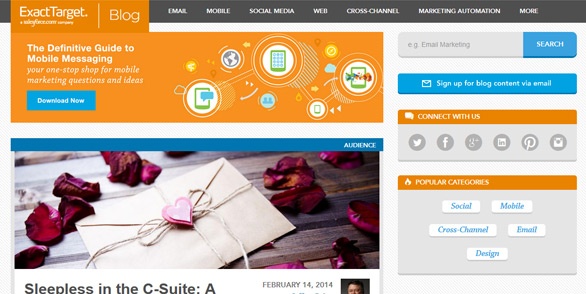 ExactTarget.
a salesforce.com company
Blog
EMAIL
MOBILE
SOCIAL MEDIA
WEB
CROSS-CHANNEL
MARKETING AUTOMATION
MORE
The Definitive Guide to
Mobile Messaging
your one-stop shop for mobile
marketing questions and ideas
Download Now
e.g. Email Marketing
SEARCH
Sign up for blog content via email
CONNECT WITH US
POPULAR CATEGORIES
Social
Mobile
Cross-Channel
Email
Design
AUDIENCE
Sleepless in the C-Suite: A
FEBRUARY 14, 2014